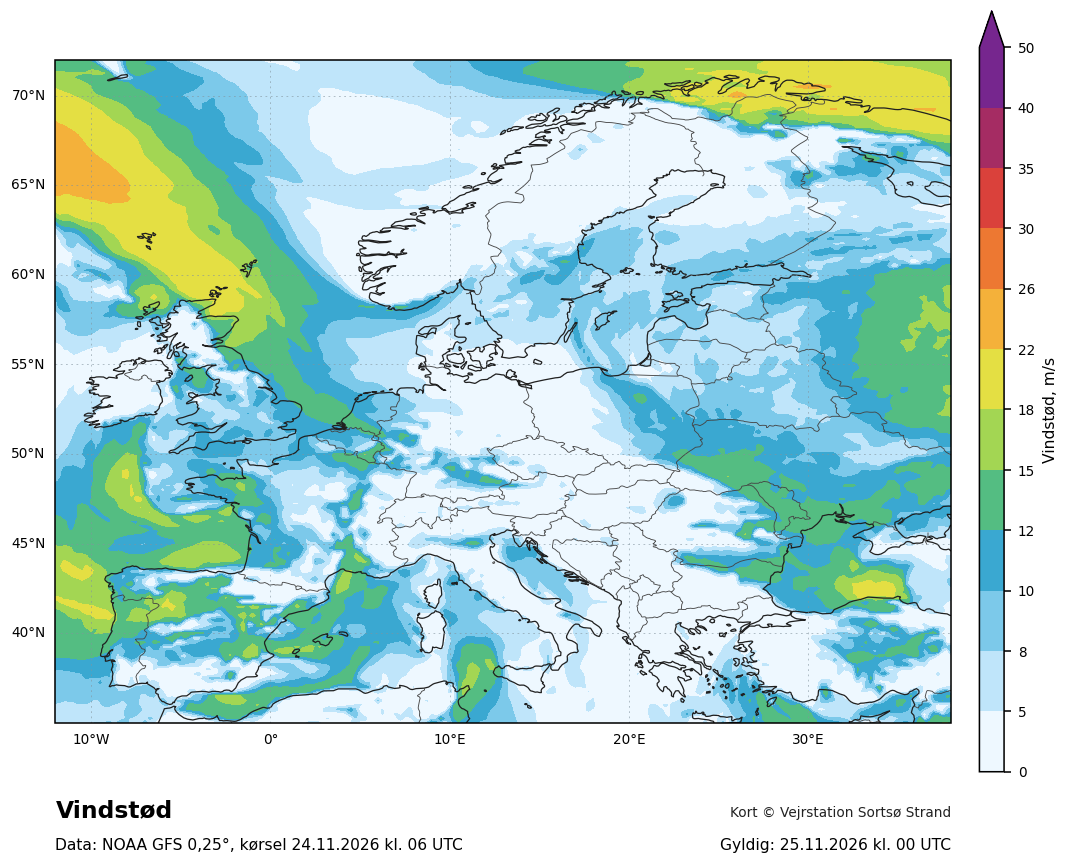 50
40
35
30
26
22
18
15
12
10
8
5
0
Vindstød, m/s
70°N
65°N
60°N
55°N
50°N
45°N
40°N
10°W
0°
10°E
20°E
30°E
Vindstød
Kort © Vejrstation Sortsø Strand
Data: NOAA GFS 0,25°, kørsel 24.11.2026 kl. 06 UTC
Gyldig: 25.11.2026 kl. 00 UTC